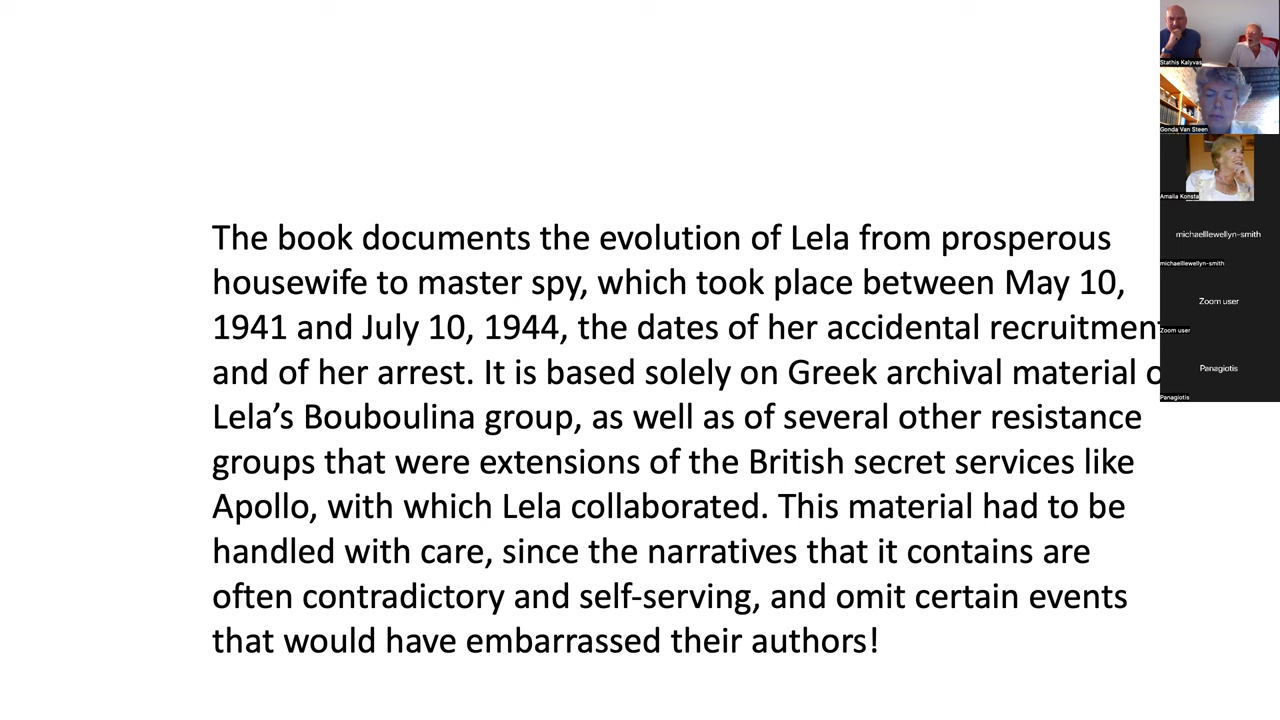 The book documents the evolution of Lela from prosperous
housewife to master spy, which took place between May 10,
1941 and July 10, 1944, the dates of her accidental recruitment
and of her arrest. It is based solely on Greek archival material
Lela’s Bouboulina group, as well as of several other resistance
groups that were extensions of the British secret services like
Apollo, with which Lela collaborated. This material had to be
handled with care, since the narratives that it contains are
often contradictory and self-serving, and omit certain events
that would have embarrassed their authors!
Stathis Kalyvas
Gonda Van Steen
Amalia Konsta
michaelllewellyn-smith
michaelllewellyn-smith
Zoom user
Zoom user
Panagiotis
Panagiotis